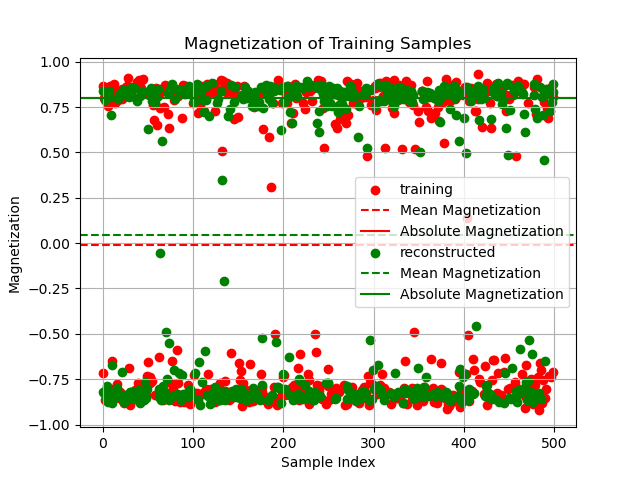 Magnetization of Training Samples
1.00
0.75
0.50
0.25
0.00
−0.25
−0.50
−0.75
−1.00
Magnetization
training
Mean Magnetization
Absolute Magnetization
reconstructed
Mean Magnetization
Absolute Magnetization
0 100 200 300 400 500
Sample Index